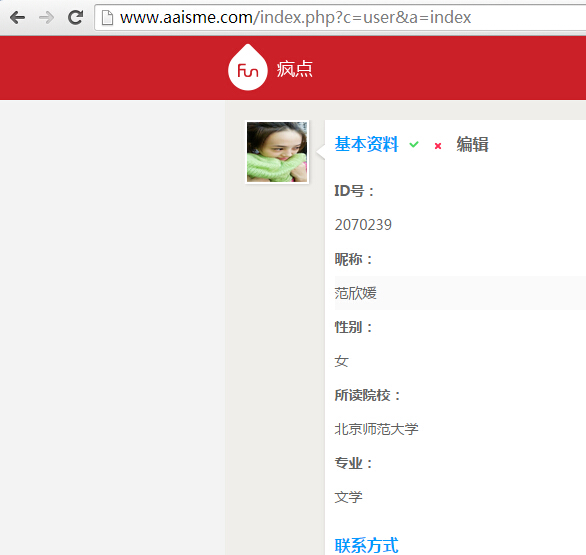 www.aaisme.com/index.php?c=user&a=index
Fun 疯点
基本资料 编辑
ID号：
2070239
昵称：
范欣媛
性别：
女
所读院校：
北京师范大学
专业：
文学
联系方式